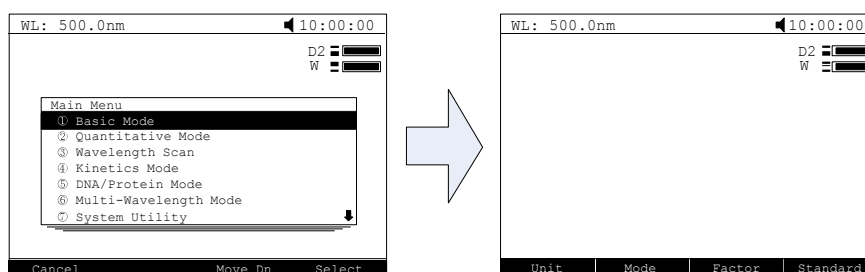 WL: 500.0nm 10:00:00
D2
W
Main Menu
① Basic Mode
② Quantitative Mode
③ Wavelength Scan
④ Kinetics Mode
⑤ DNA/Protein Mode
⑥ Multi-Wavelength Mode
⑦ System Utility
Cancel Move Dn Select
WL: 500.0nm 10:00:00
D2
W
Unit Mode Factor Standard